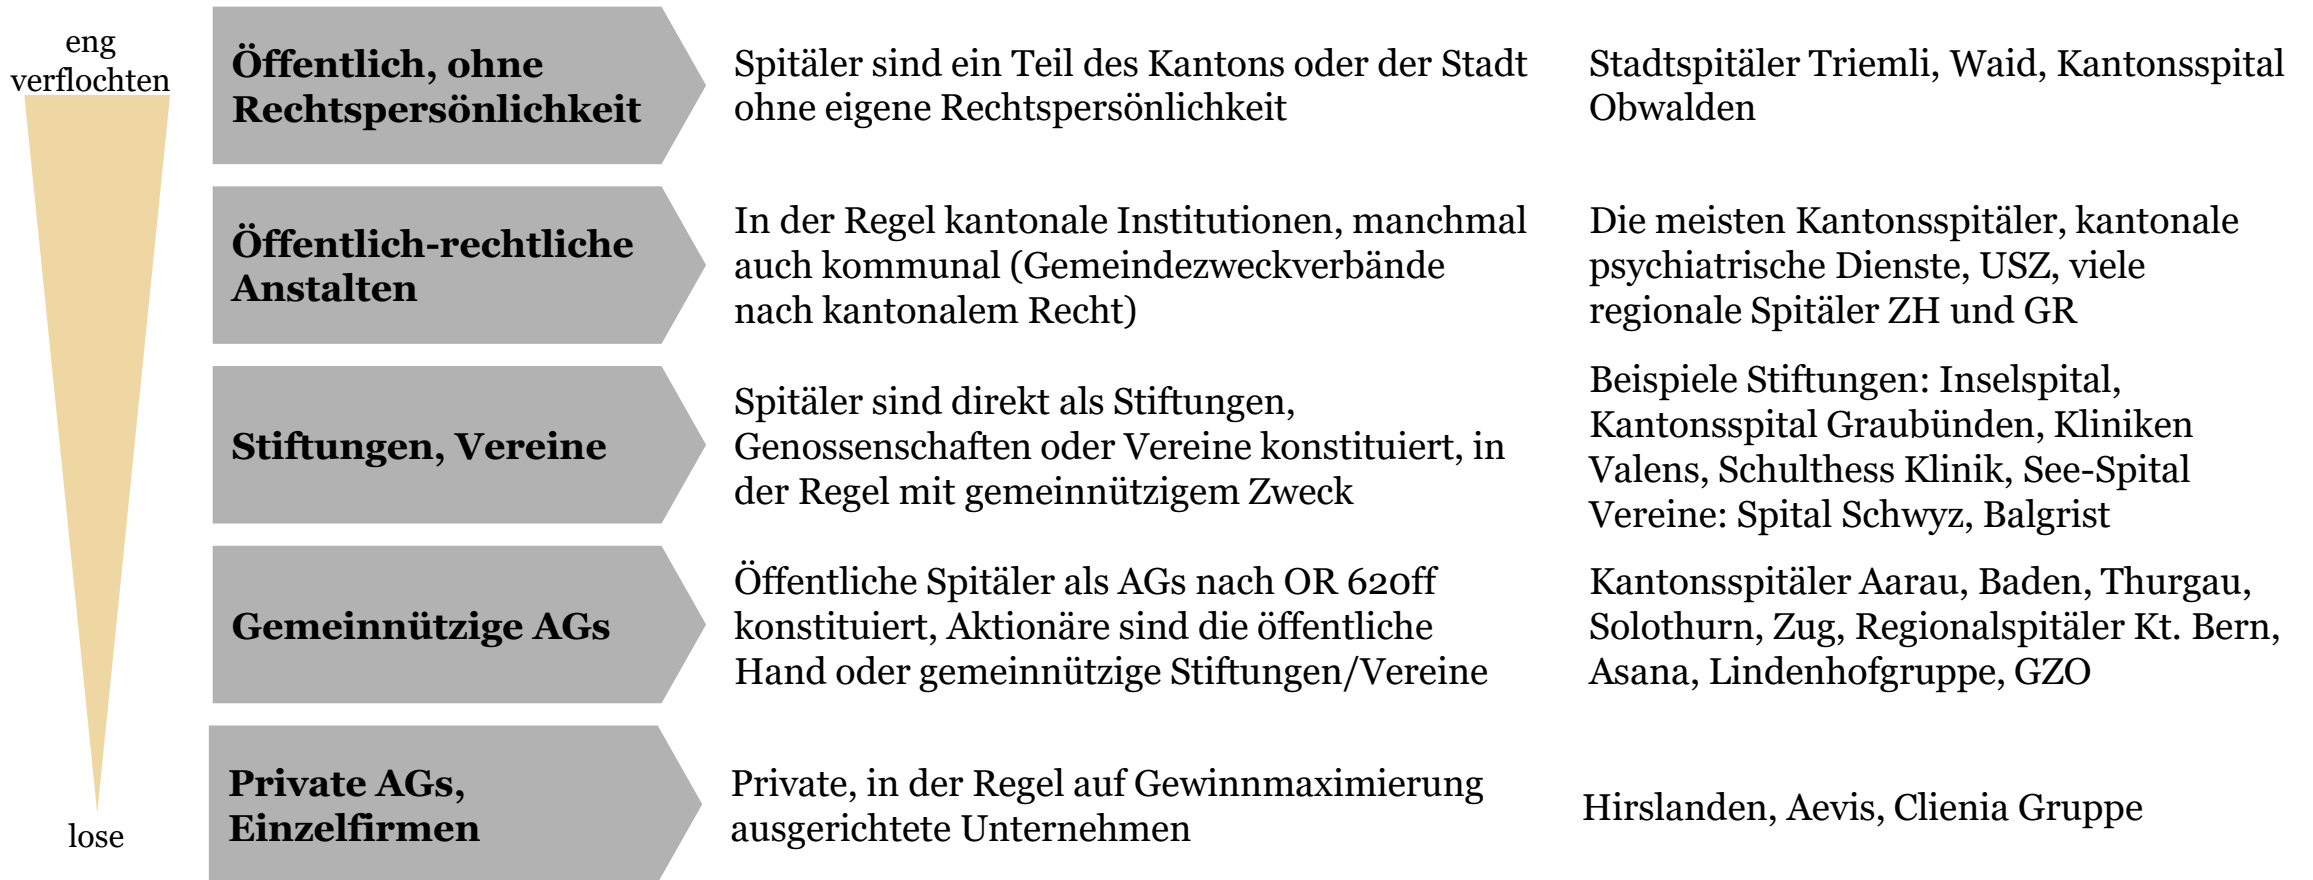 eng
verflochten
Öffentlich, ohne
Rechtspersönlichkeit
Spitäler sind ein Teil des Kantons oder der Stadt
ohne eigene Rechtspersönlichkeit
Stadtspitäler Triemli, Waid, Kantonsspital
Obwalden
Öffentlich-rechtliche
Anstalten
In der Regel kantonale Institutionen, manchmal
auch kommunal (Gemeindezweckverbände
nach kantonalem Recht)
Die meisten Kantonsspitäler, kantonale
psychiatrische Dienste, USZ, viele
regionale Spitäler ZH und GR
Stiftungen, Vereine
Spitäler sind direkt als Stiftungen,
Genossenschaften oder Vereine konstituiert, in
der Regel mit gemeinnützigem Zweck
Beispiele Stiftungen: Inselspital,
Kantonsspital Graubünden, Kliniken
Valens, Schulthess Klinik, See-Spital
Vereine: Spital Schwyz, Balgrist
Gemeinnützige AGs
Öffentliche Spitäler als AGs nach OR 620ff
konstituiert, Aktionäre sind die öffentliche
Hand oder gemeinnützige Stiftungen/Vereine
Kantonsspitäler Aarau, Baden, Thurgau,
Solothurn, Zug, Regionalspitäler Kt. Bern,
Asana, Lindenhofgruppe, GZO
Private AGs,
Einzelfirmen
Private, in der Regel auf Gewinnmaximierung
ausgerichtete Unternehmen
Hirslanden, Aevis, Clienia Gruppe
lose